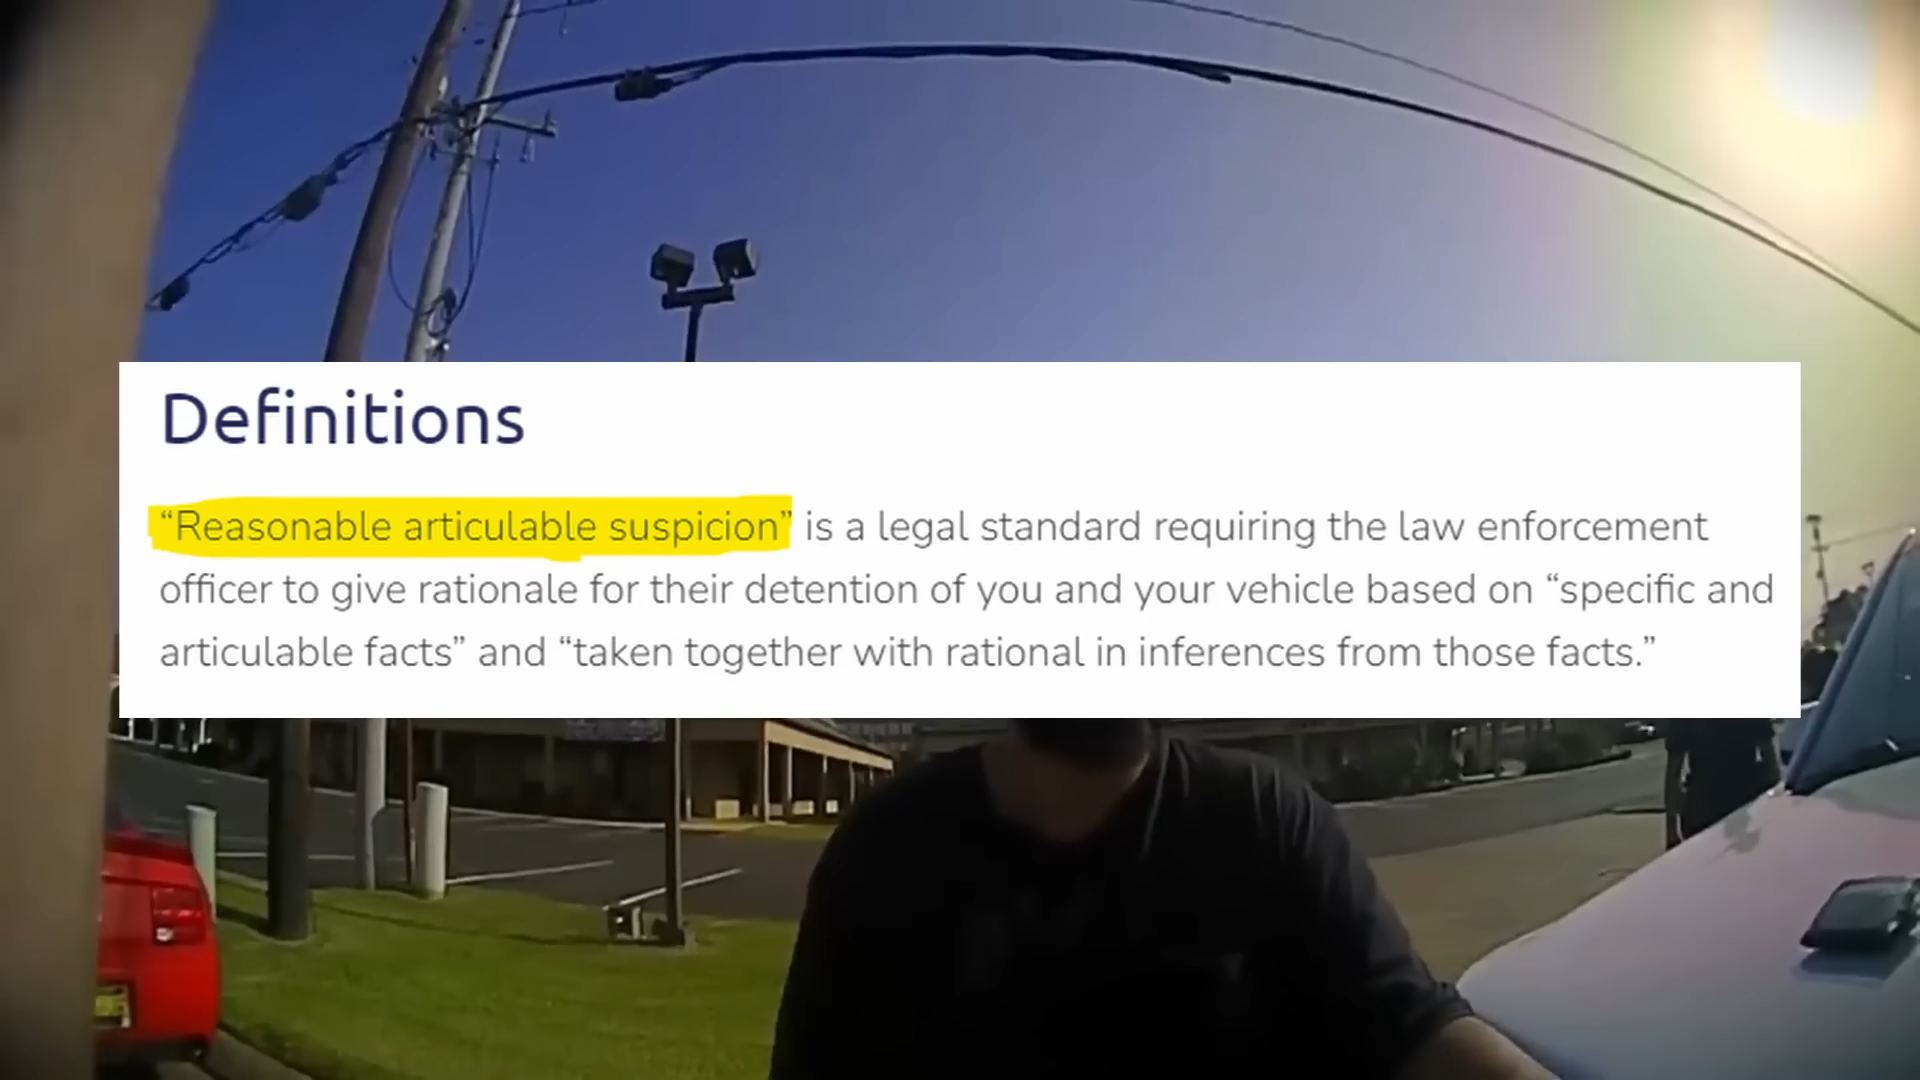 Definitions
“Reasonable articulable suspicion” is a legal standard requiring the law enforcement
officer to give rationale for their detention of you and your vehicle based on “specific and
articulable facts” and “taken together with rational in inferences from those facts.”